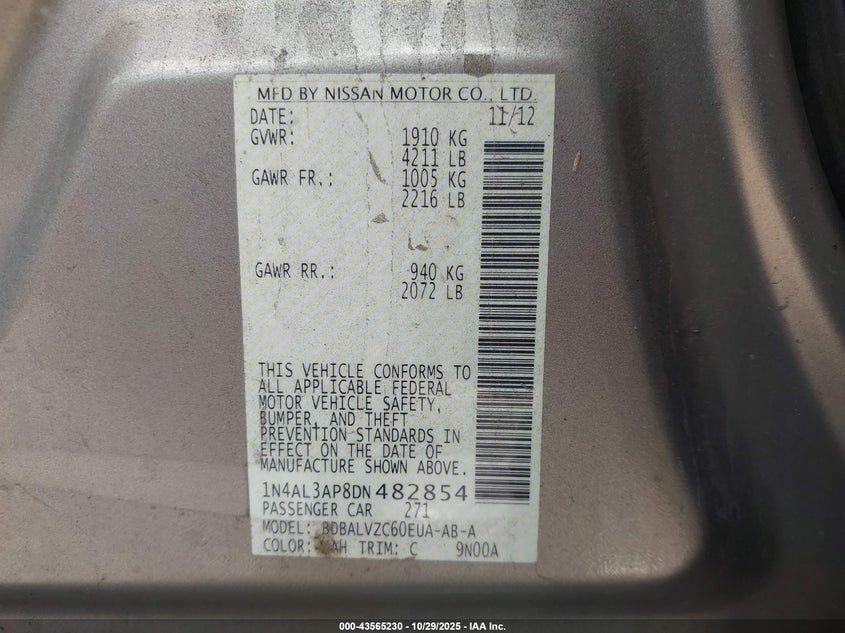 MFD BY NISSAN MOTOR CO., LTD.
DATE: 11/12
GVWR: 1910 KG
4211 LB
GAWR FR.: 1005 KG
2216 LB
GAWR RR.: 940 KG
2072 LB
THIS VEHICLE CONFORMS TO
ALL APPLICABLE FEDERAL
MOTOR VEHICLE SAFETY,
BUMPER, AND THEFT
PREVENTION STANDARDS IN
EFFECT ON THE DATE OF
MANUFACTURE SHOWN ABOVE.
1N4AL3AP8DN482854
PASSENGER CAR 271
MODEL: BDBALVZC60EUA-AB-A
COLOR: TRIM: C 9N00A
000-43565230 - 10/29/2025 - IAA Inc.